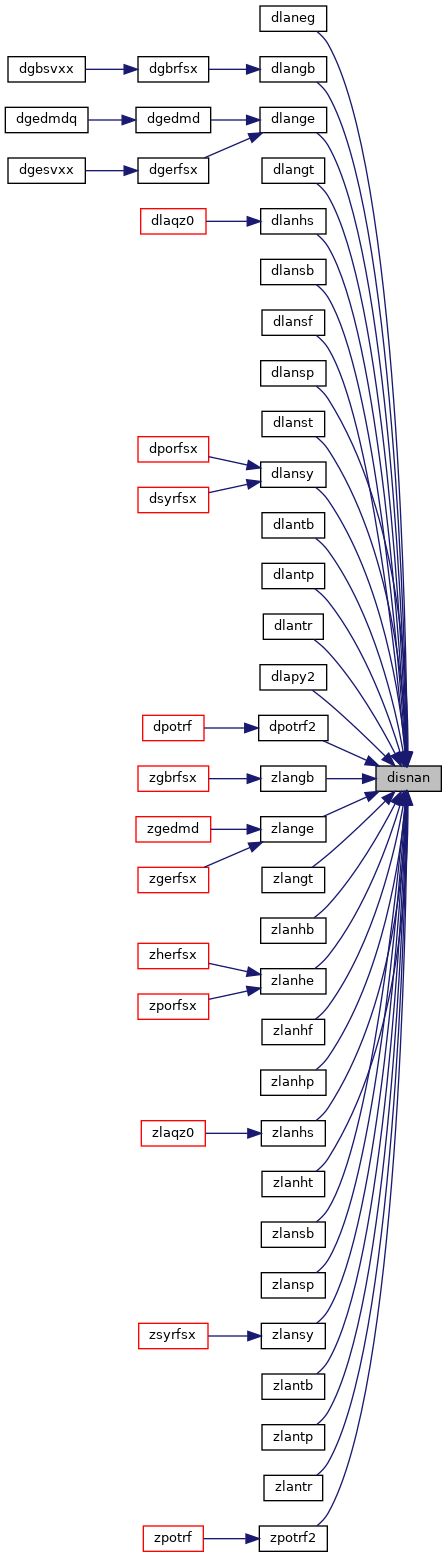 dlaneg
dgbsvxx dgbrfsx dlangb
dgedmdq dgedmd dlange
dgesvxx dgerfsx dlangt
dlaqz0 dlanhs
dlansb
dlansf
dlansp
dlanst
dporfsx
dlansy
dsyrfsx
dlantb
dlantp
dlantr
dlapy2
dpotrf dpotrf2
zgbrfsx zlangb disnan
zgedmd zlange
zgerfsx zlangt
zlanhb
zherfsx
zlanhe
zporfsx
zlanhf
zlanhp
zlaqz0 zlanhs
zlanht
zlansb
zlansp
zsyrfsx zlansy
zlantb
zlantp
zlantr
zpotrf zpotrf2